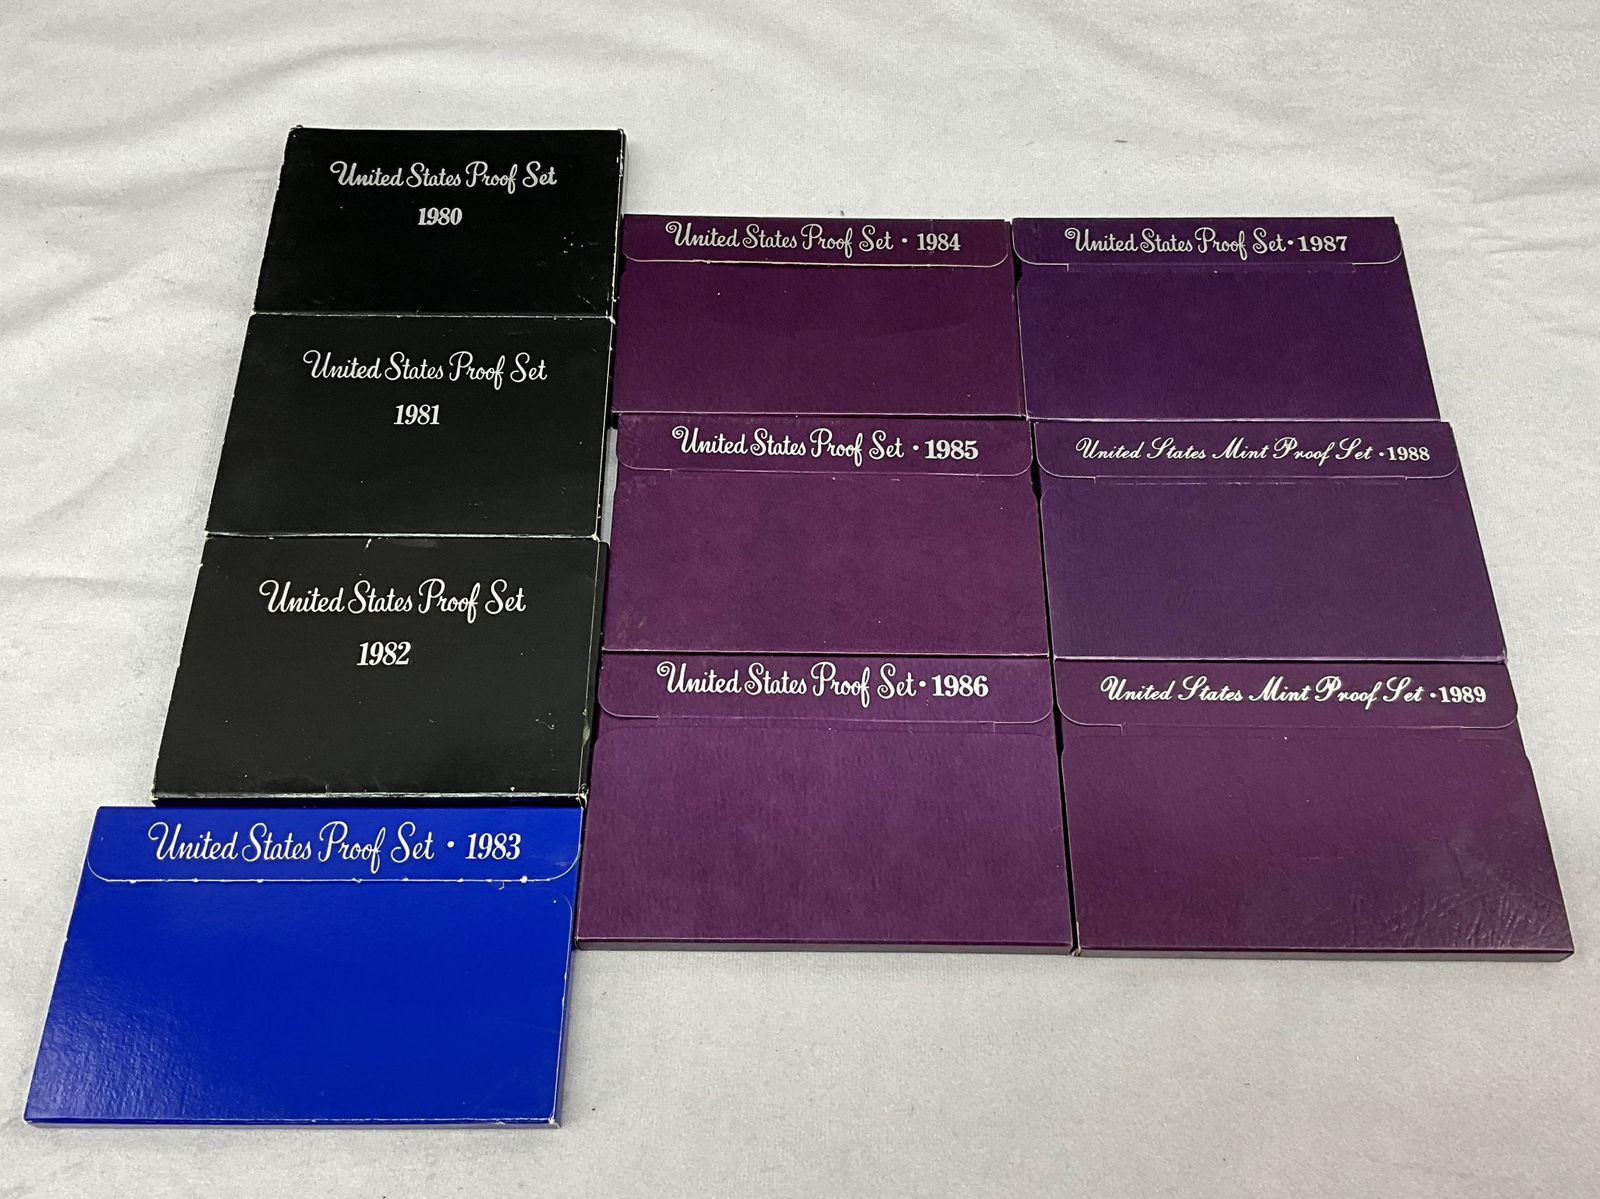 United States Proof Set
1980
United States Proof Set
1981
United States Proof Set
1982
United States Proof Set · 1983
United States Proof Set · 1984
United States Proof Set · 1985
United States Proof Set · 1986
United States Proof Set · 1987
United States Mint Proof Set · 1988
United States Mint Proof Set · 1989